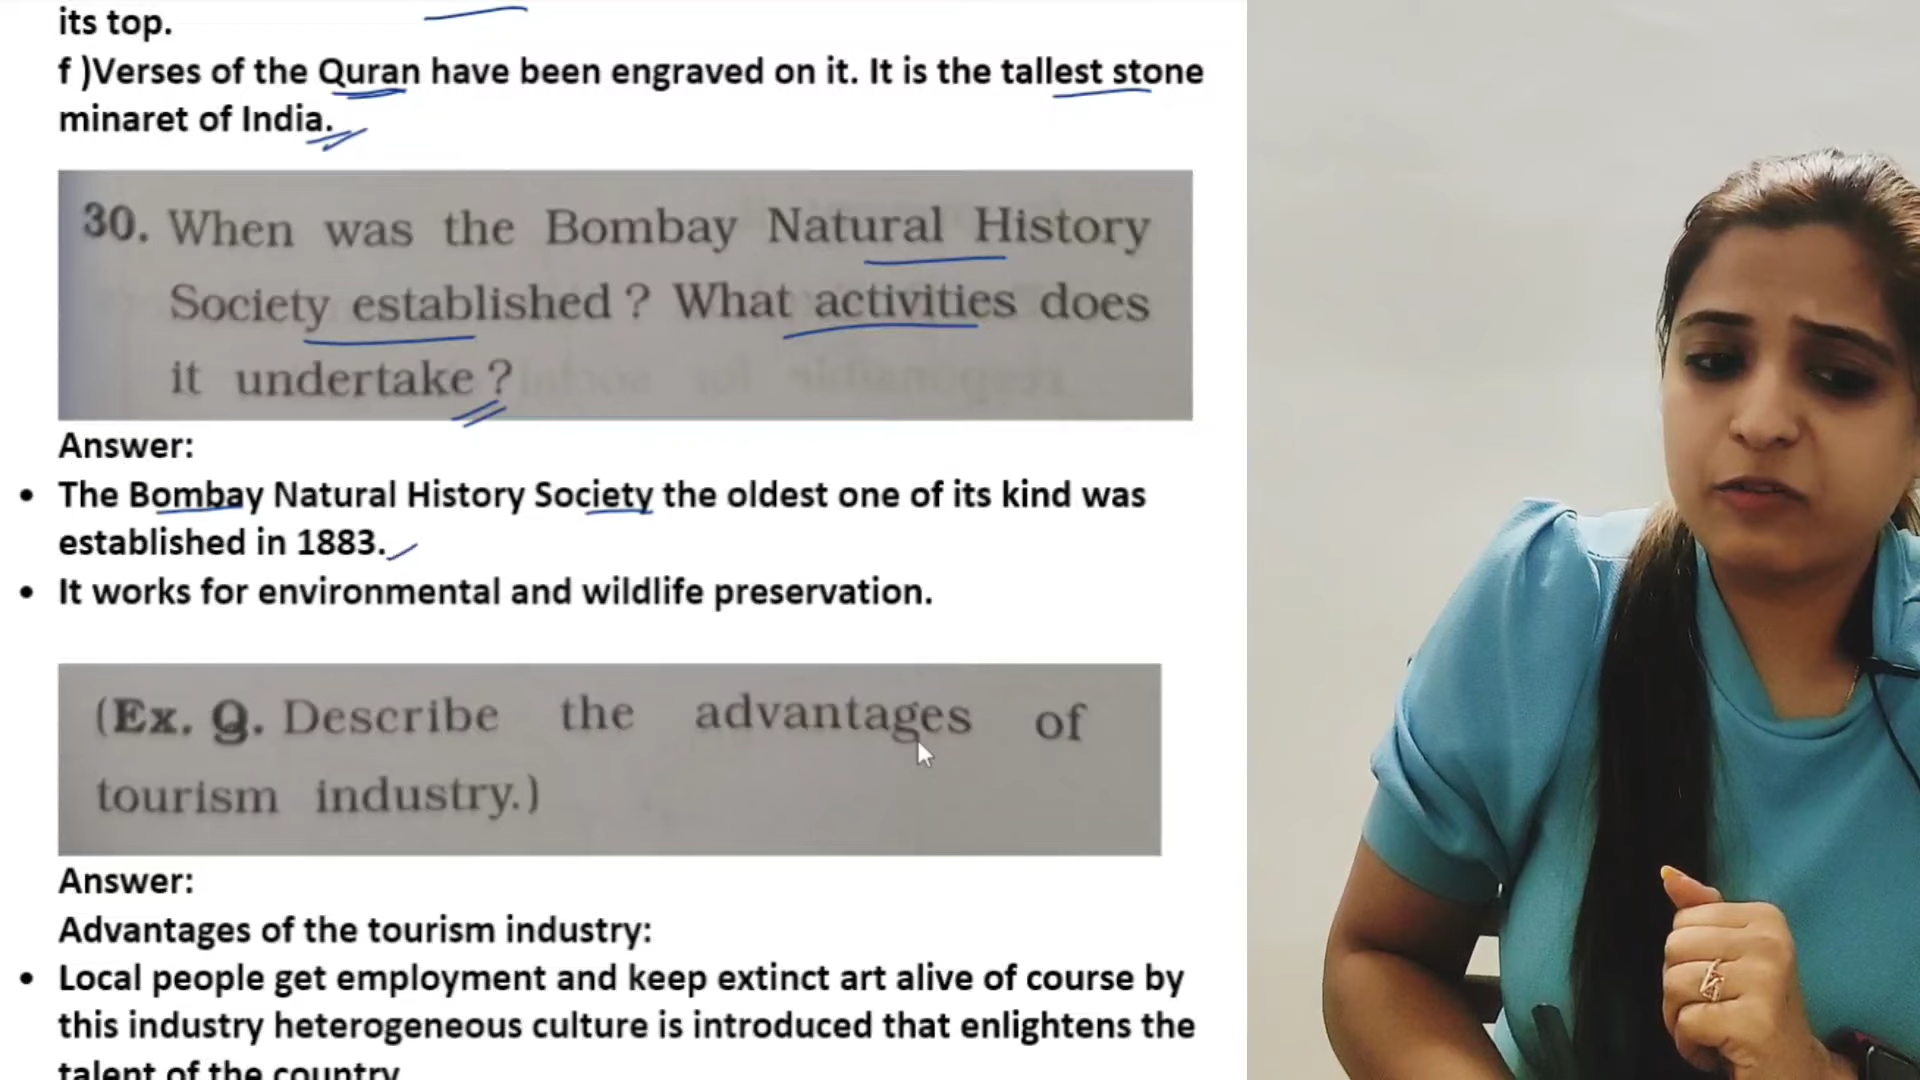 its top.
f )Verses of the Quran have been engraved on it. It is the tallest stone
minaret of India.
30. When was the Bombay Natural History
Society established ? What activities does
it undertake ?
Answer:
• The Bombay Natural History Society the oldest one of its kind was
established in 1883.
• It works for environmental and wildlife preservation.
(Ex. Q. Describe the advantages of
tourism industry.)
Answer:
Advantages of the tourism industry:
• Local people get employment and keep extinct art alive of course by
this industry heterogeneous culture is introduced that enlightens the
talent of the country